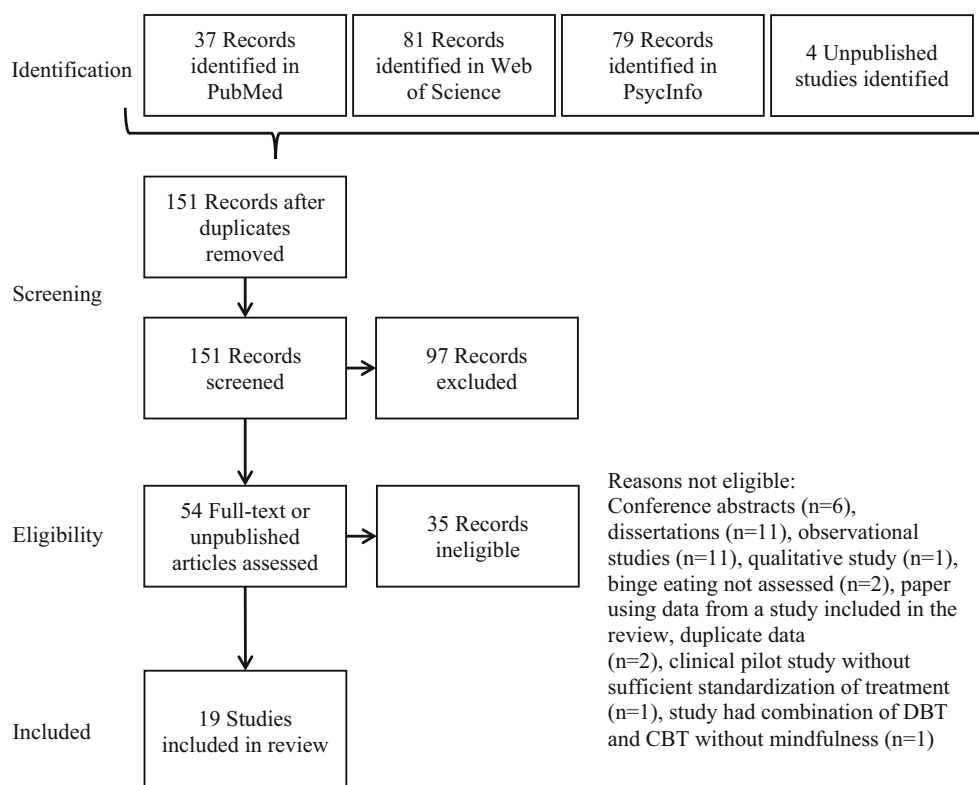 Identification
37 Records
identified in
PubMed
81 Records
identified in Web
of Science
79 Records
identified in
PsycInfo
4 Unpublished
studies identified
151 Records after
duplicates
removed
Screening
151 Records
screened
97 Records
excluded
Eligibility
54 Full-text or
unpublished
articles assessed
35 Records
ineligible
Reasons not eligible:
Conference abstracts (n=6),
dissertations (n=11), observational
studies (n=11), qualitative study (n=1),
binge eating not assessed (n=2), paper
using data from a study included in the
review, duplicate data
(n=2), clinical pilot study without
sufficient standardization of treatment
(n=1), study had combination of DBT
and CBT without mindfulness (n=1)
Included
19 Studies
included in review